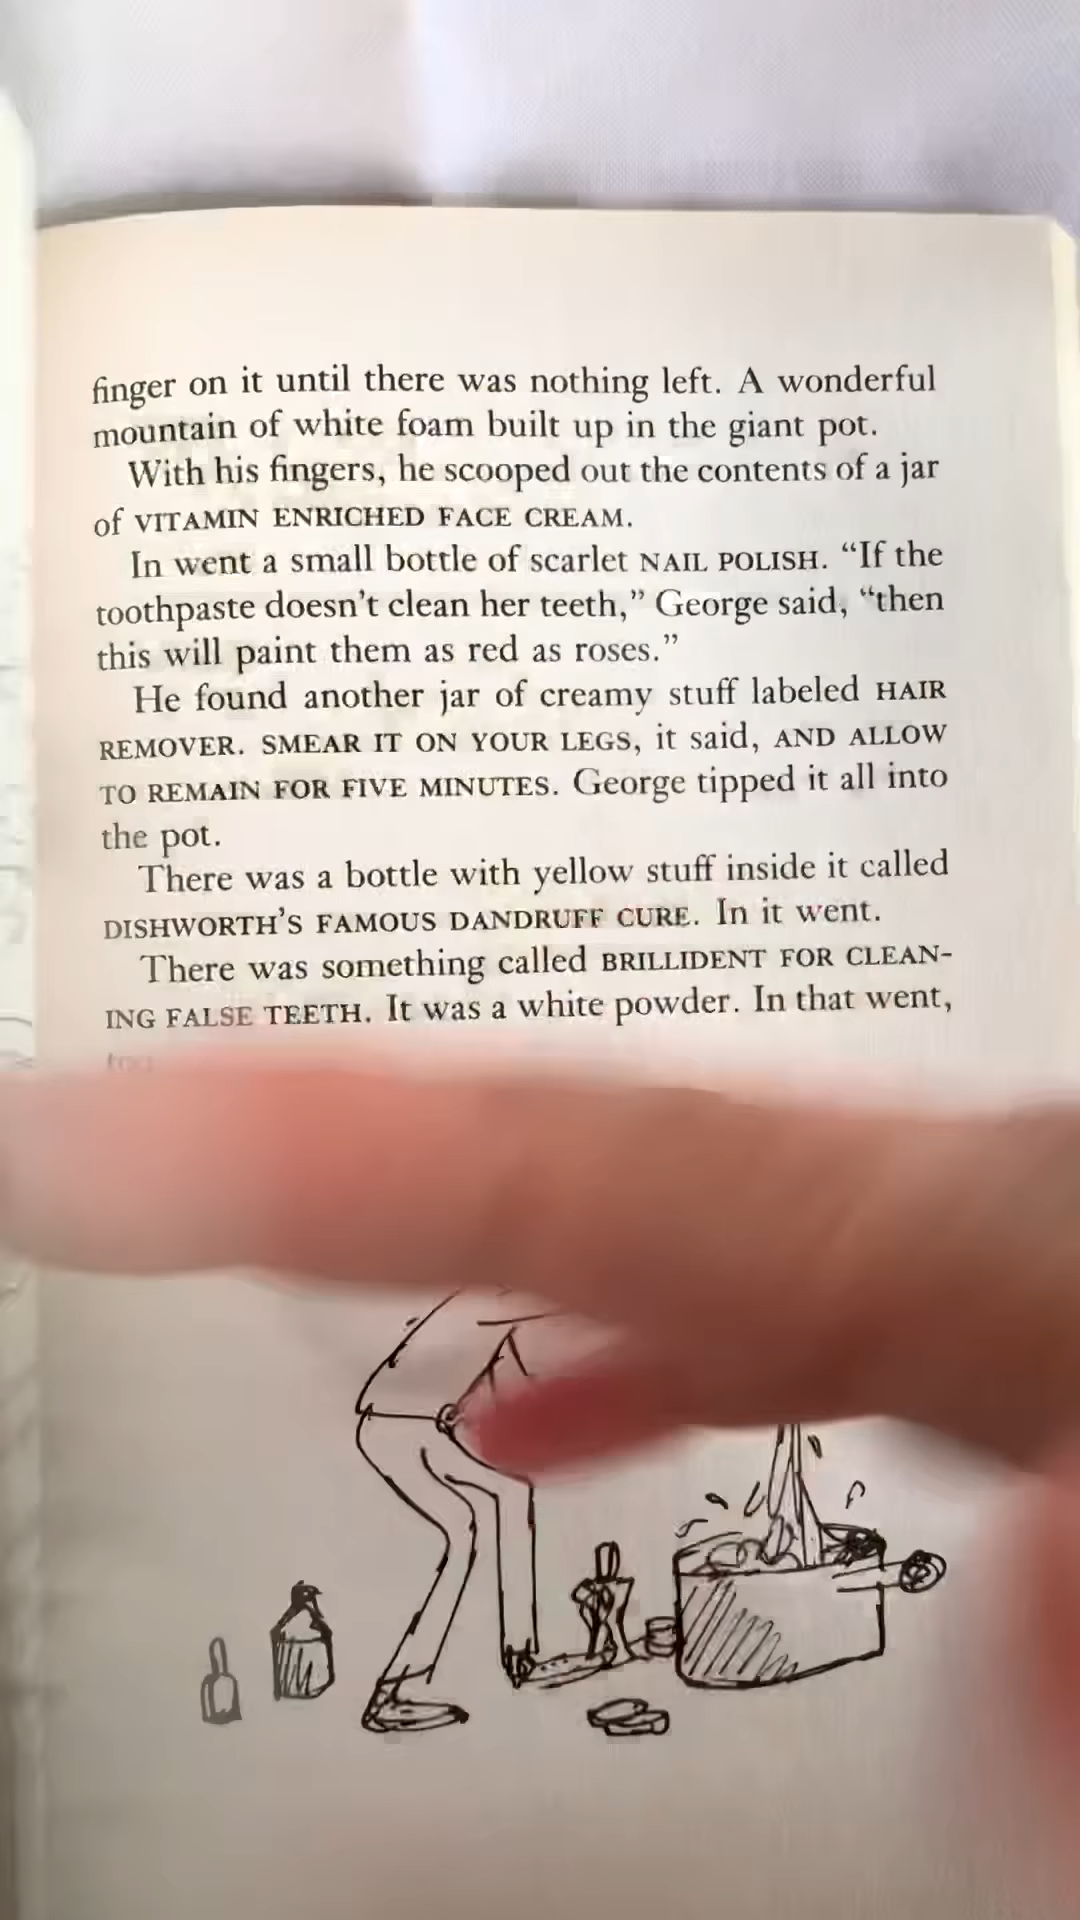 finger on it until there was nothing left. A wonderful
mountain of white foam built up in the giant pot.
With his fingers, he scooped out the contents of a jar
of VITAMIN ENRICHED FACE CREAM.
In went a small bottle of scarlet NAIL POLISH. “If the
toothpaste doesn't clean her teeth,” George said, “then
this will paint them as red as roses.”
He found another jar of creamy stuff labeled HAIR
REMOVER. SMEAR IT ON YOUR LEGS, it said, AND ALLOW
TO REMAIN FOR FIVE MINUTES. George tipped it all into
the pot.
There was a bottle with yellow stuff inside it called
DISHWORTH'S FAMOUS DANDRUFF CURE. In it went.
There was something called BRILLIDENT FOR CLEAN-
ING FALSE TEETH. It was a white powder. In that went,